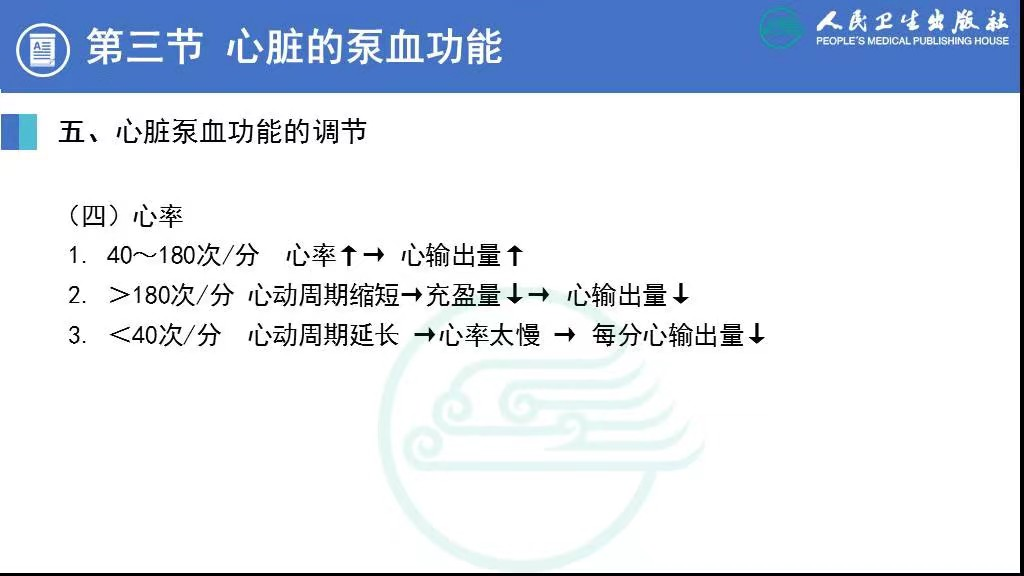 第三节 心脏的泵血功能
人民卫生出版社
PEOPLE'S MEDICAL PUBLISHING HOUSE
五、心脏泵血功能的调节
（四）心率
1. 40～180次/分 心率↑→ 心输出量↑
2. ＞180次/分 心动周期缩短→充盈量↓→ 心输出量↓
3. ＜40次/分 心动周期延长 →心率太慢 → 每分心输出量↓